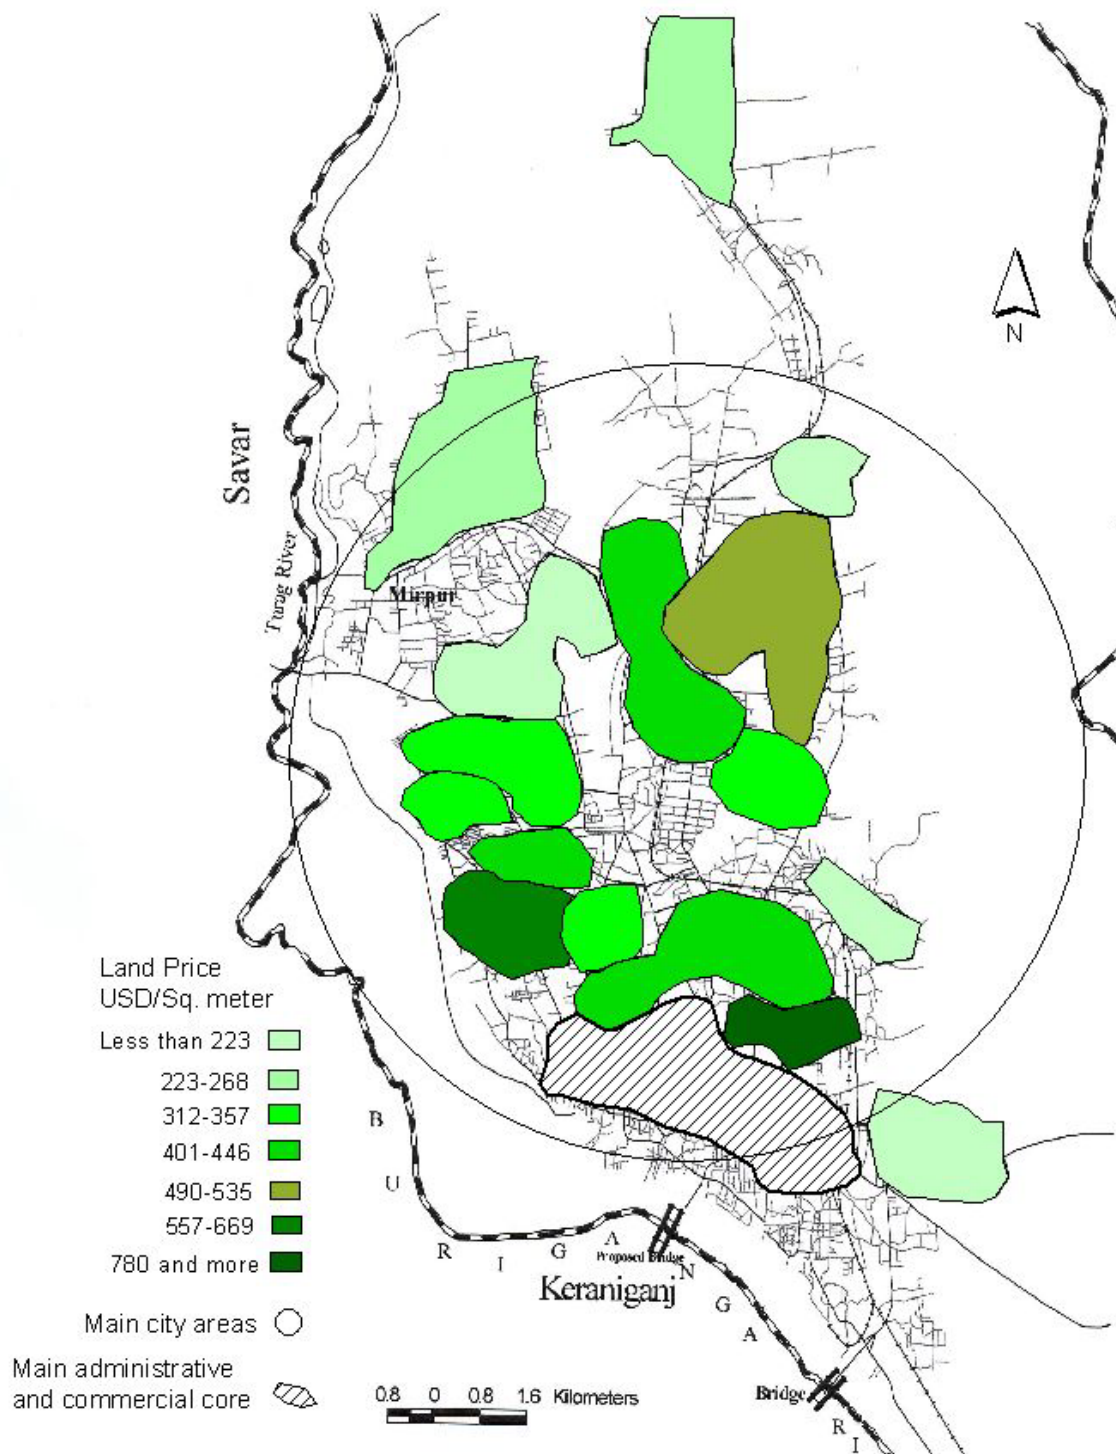 N
Savar
Turag River
Mirpur
Land Price
USD/Sq. meter
Less than 223
223-268
312-357
401-446
490-535
557-669
780 and more
Main city areas
Main administrative
and commercial core
B U R I G A N G A R I
Proposed Bridge
Keraniganj
Bridge
0.8 0 0.8 1.6 Kilometers